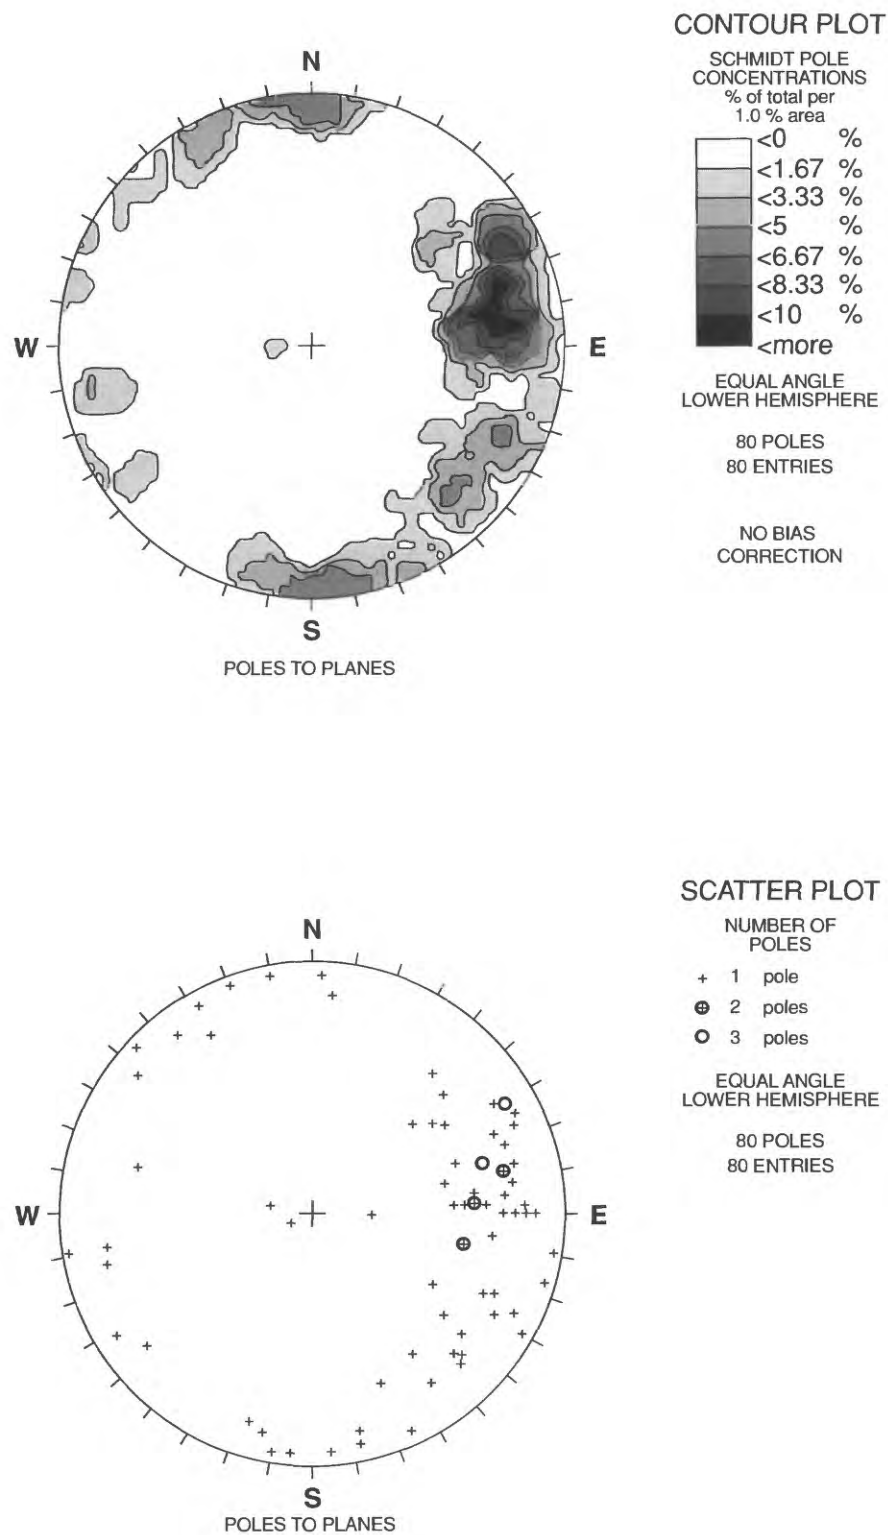 CONTOUR PLOT
SCHMIDT POLE
CONCENTRATIONS
% of total per
1.0 % area
<0 %
<1.67 %
<3.33 %
<5 %
<6.67 %
<8.33 %
<10 %
<more
EQUAL ANGLE
LOWER HEMISPHERE
80 POLES
80 ENTRIES
NO BIAS
CORRECTION
N
W
E
S
POLES TO PLANES
SCATTER PLOT
NUMBER OF
POLES
1 pole
2 poles
3 poles
EQUAL ANGLE
LOWER HEMISPHERE
80 POLES
80 ENTRIES
N
W
E
S
POLES TO PLANES